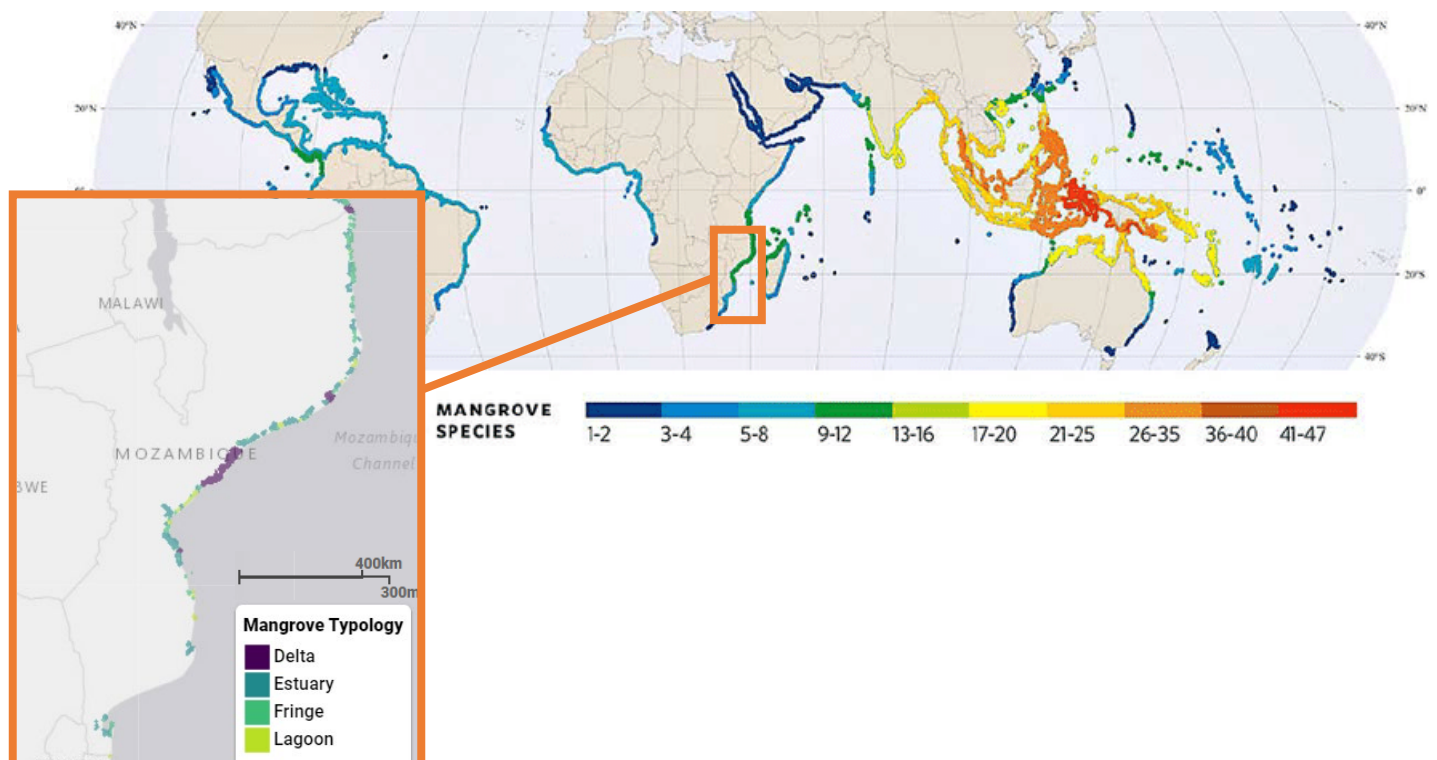 40°N
40°N
20°N
20°N
0°
20°S
40°S
MALAWI
MOZAMBIQUE
Mozambiqu
Channel
BWE
400km
300m
Mangrove Typology
Delta
Estuary
Fringe
Lagoon
MANGROVE
SPECIES
1-2 3-4 5-8 9-12 13-16 17-20 21-25 26-35 36-40 41-47